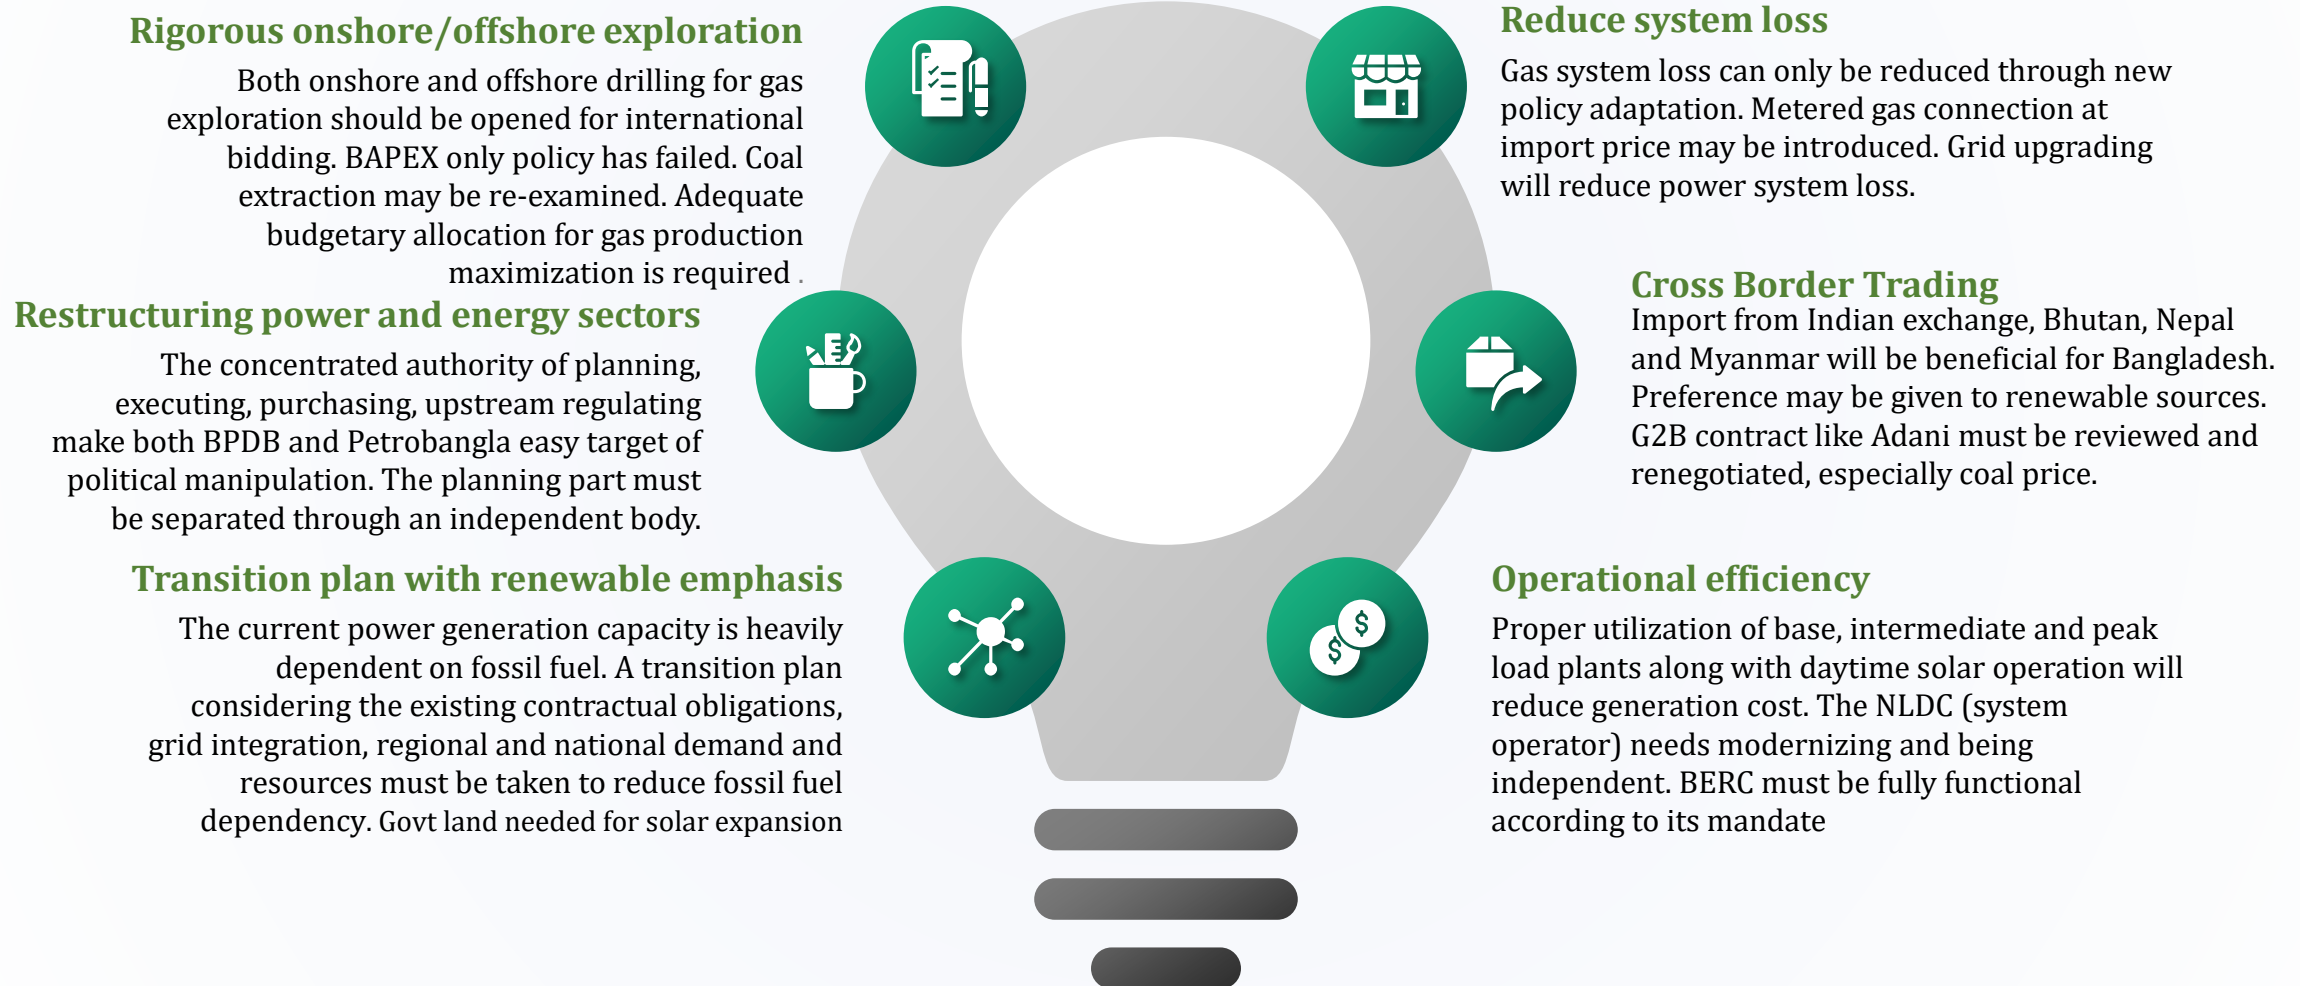 Rigorous onshore/offshore exploration
Both onshore and offshore drilling for gas
exploration should be opened for international
bidding. BAPEX only policy has failed. Coal
extraction may be re-examined. Adequate
budgetary allocation for gas production
maximization is required .
Restructuring power and energy sectors
The concentrated authority of planning,
executing, purchasing, upstream regulating
make both BPDB and Petrobangla easy target of
political manipulation. The planning part must
be separated through an independent body.
Transition plan with renewable emphasis
The current power generation capacity is heavily
dependent on fossil fuel. A transition plan
considering the existing contractual obligations,
grid integration, regional and national demand and
resources must be taken to reduce fossil fuel
dependency. Govt land needed for solar expansion
Reduce system loss
Gas system loss can only be reduced through new
policy adaptation. Metered gas connection at
import price may be introduced. Grid upgrading
will reduce power system loss.
Cross Border Trading
Import from Indian exchange, Bhutan, Nepal
and Myanmar will be beneficial for Bangladesh.
Preference may be given to renewable sources.
G2B contract like Adani must be reviewed and
renegotiated, especially coal price.
Operational efficiency
Proper utilization of base, intermediate and peak
load plants along with daytime solar operation will
reduce generation cost. The NLDC (system
operator) needs modernizing and being
independent. BERC must be fully functional
according to its mandate
$
$